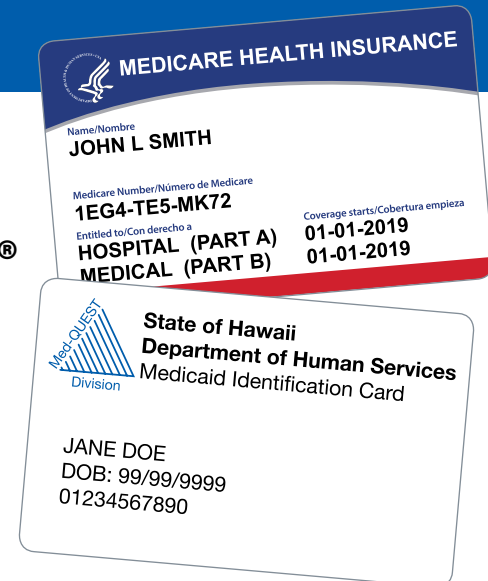 MEDICARE HEALTH INSURANCE
Name/Nombre
JOHN L SMITH
Medicare Number/Número de Medicare
1EG4-TE5-MK72
Entitled to/Con derecho a
HOSPITAL (PART A)
MEDICAL (PART B)
Coverage starts/Cobertura empieza
01-01-2019
01-01-2019
®
Med-QUEST
Division
State of Hawaii
Department of Human Services
Medicaid Identification Card
JANE DOE
DOB: 99/99/9999
01234567890